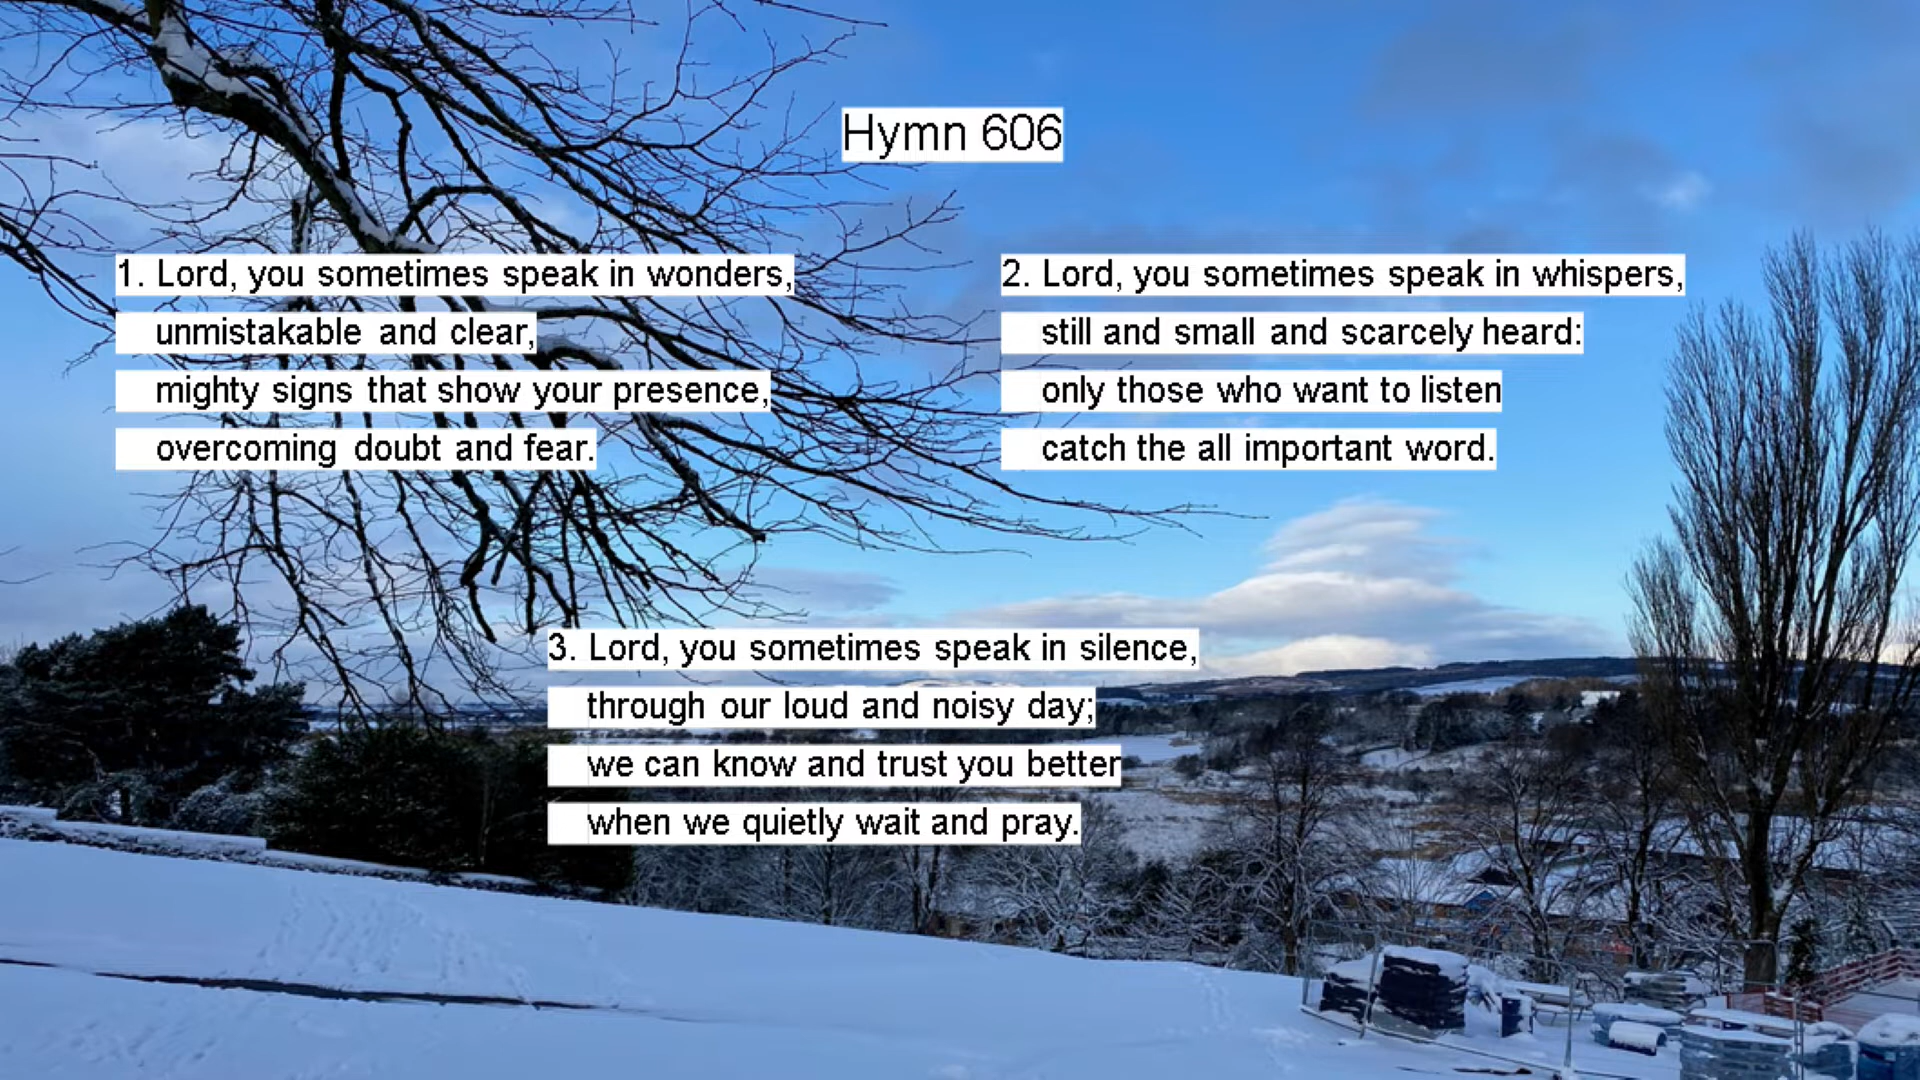 Hymn 606
1. Lord, you sometimes speak in wonders,
unmistakable and clear,
mighty signs that show your presence,
overcoming doubt and fear.
2. Lord, you sometimes speak in whispers,
still and small and scarcely heard:
only those who want to listen
catch the all important word.
3. Lord, you sometimes speak in silence,
through our loud and noisy day;
we can know and trust you better
when we quietly wait and pray.